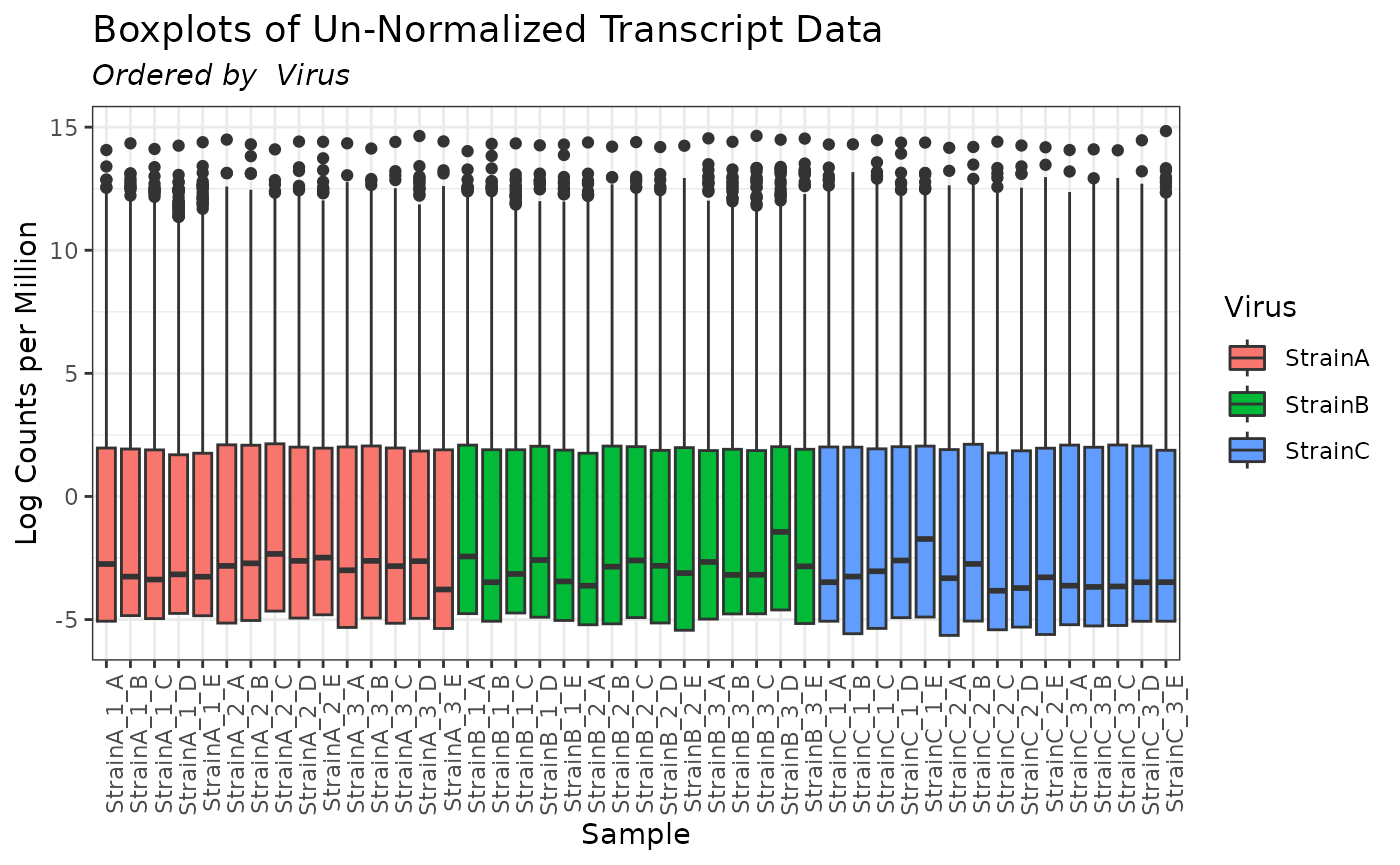 Boxplots of Un-Normalized Transcript Data
Ordered by  Virus
Log Counts per Million
15
10
5
0
-5
StrainA_1_A
StrainA_1_B
StrainA_1_C
StrainA_1_D
StrainA_1_E
StrainA_2_A
StrainA_2_B
StrainA_2_C
StrainA_2_D
StrainA_2_E
StrainA_3_A
StrainA_3_B
StrainA_3_C
StrainA_3_D
StrainA_3_E
StrainB_1_A
StrainB_1_B
StrainB_1_C
StrainB_1_D
StrainB_1_E
StrainB_2_A
StrainB_2_B
StrainB_2_C
StrainB_2_D
StrainB_2_E
StrainB_3_A
StrainB_3_B
StrainB_3_C
StrainB_3_D
StrainB_3_E
StrainC_1_A
StrainC_1_B
StrainC_1_C
StrainC_1_D
StrainC_1_E
StrainC_2_A
StrainC_2_B
StrainC_2_C
StrainC_2_D
StrainC_2_E
StrainC_3_A
StrainC_3_B
StrainC_3_C
StrainC_3_D
StrainC_3_E
Sample
Virus
StrainA
StrainB
StrainC